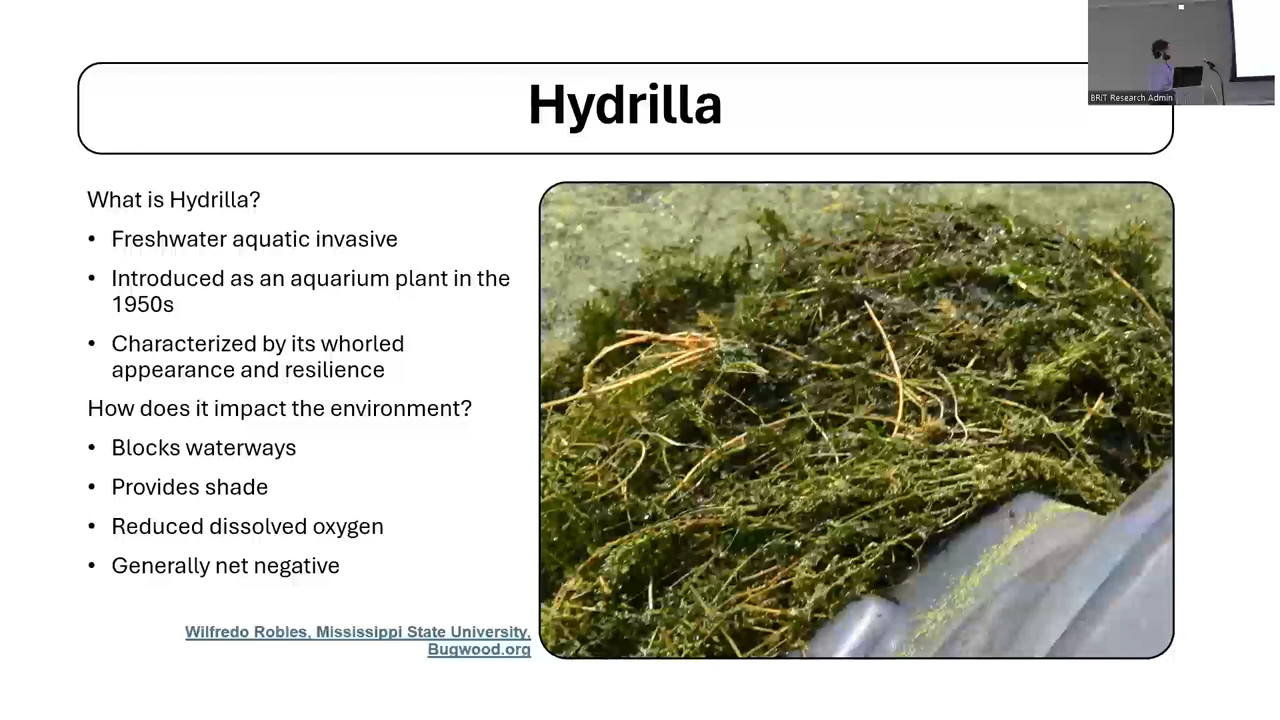 Hydrilla
BRIT Research Admin
What is Hydrilla?
• Freshwater aquatic invasive
• Introduced as an aquarium plant in the
1950s
• Characterized by its whorled
appearance and resilience
How does it impact the environment?
• Blocks waterways
• Provides shade
• Reduced dissolved oxygen
• Generally net negative
Wilfredo Robles, Mississippi State University,
Bugwood.org